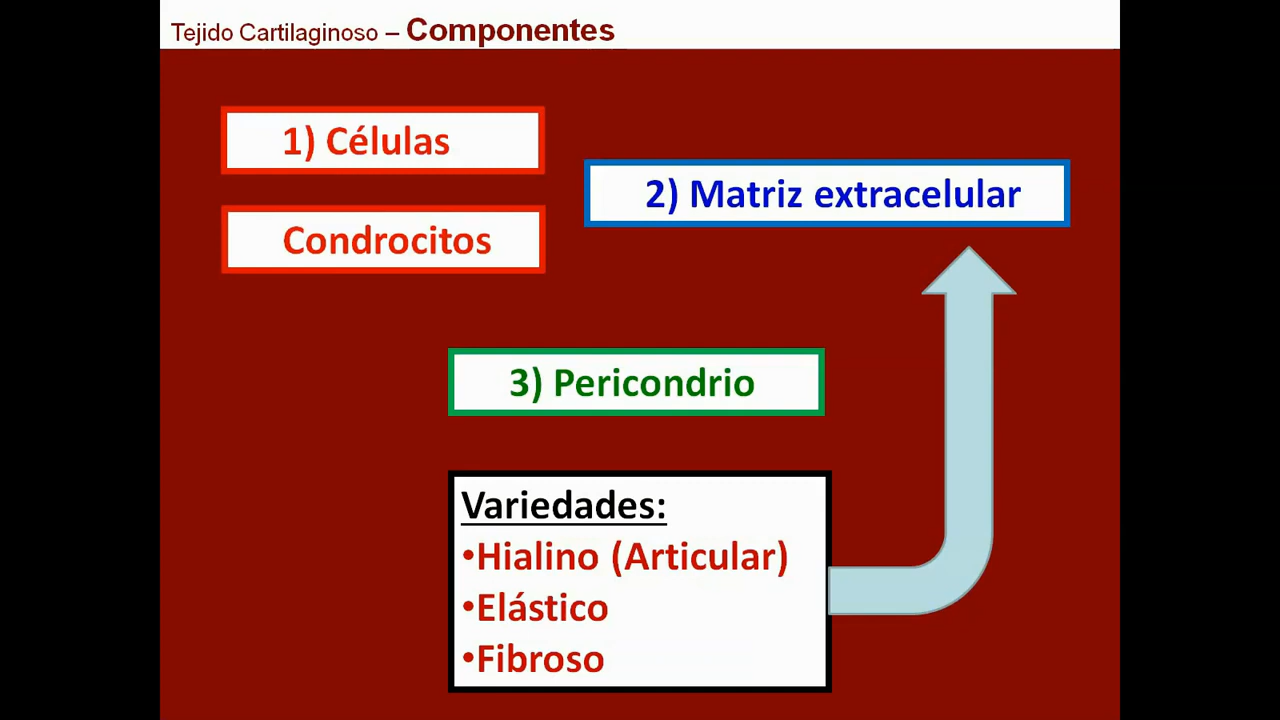 Tejido Cartilaginoso – Componentes
1) Células
Condrocitos
2) Matriz extracelular
3) Pericondrio
Variedades:
•Hialino (Articular)
•Elástico
•Fibroso